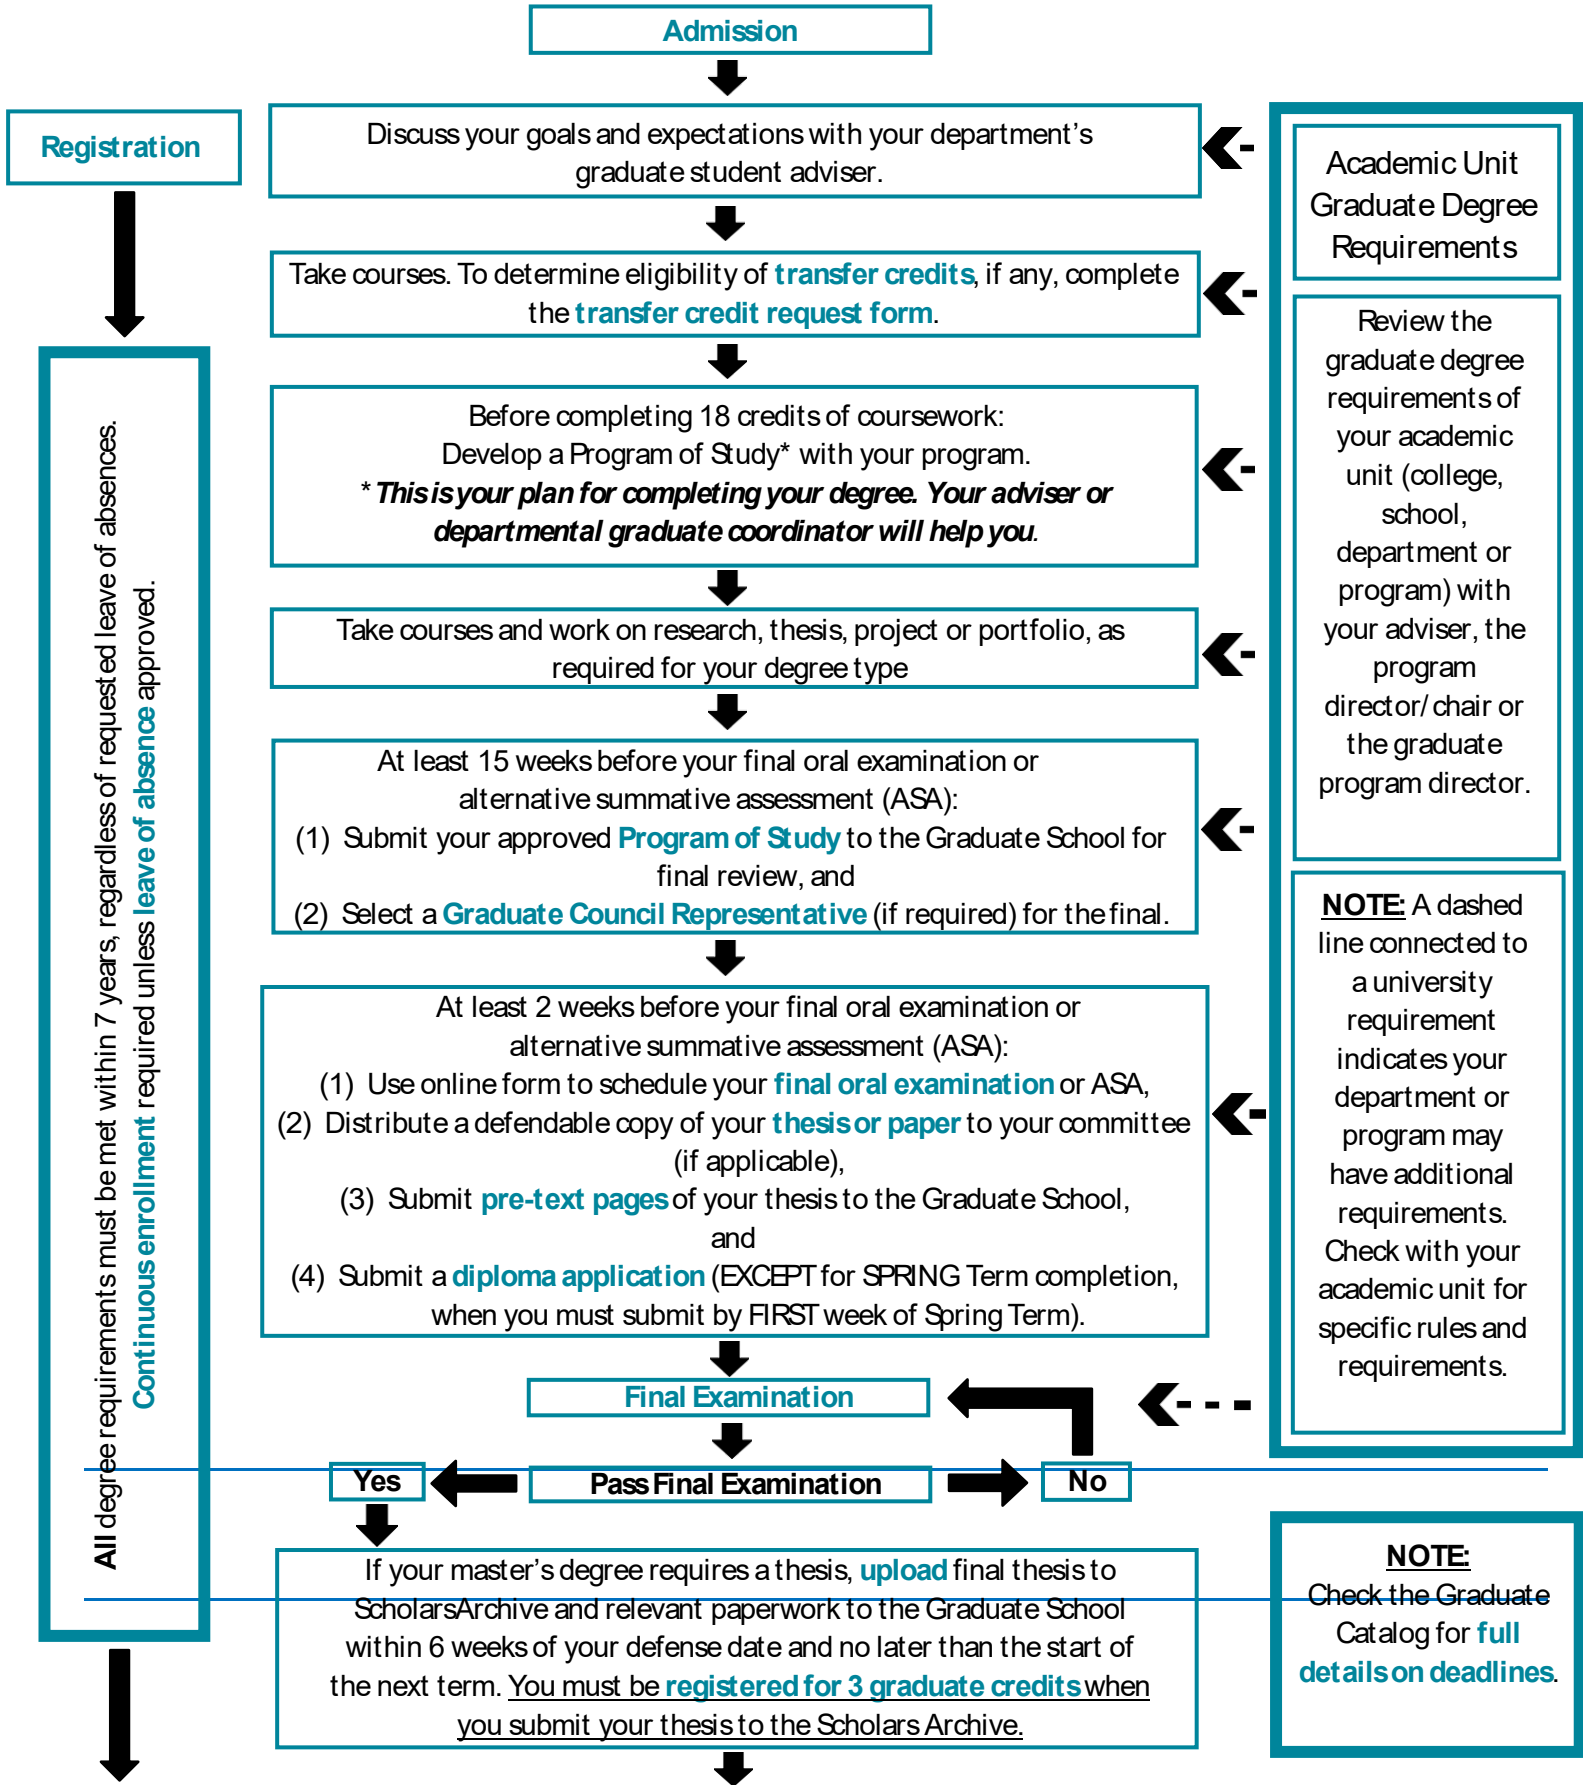 Admission
Registration
Discuss your goals and expectations with your department's
graduate student adviser.
Take courses. To determine eligibility of transfer credits, if any, complete
the transfer credit request form.
Before completing 18 credits of coursework:
Develop a Program of Study* with your program.
* This is your plan for completing your degree. Your adviser or
departmental graduate coordinator will help you.
Take courses and work on research, thesis, project or portfolio, as
required for your degree type
At least 15 weeks before your final oral examination or
alternative summative assessment (ASA):
(1) Submit your approved Program of Study to the Graduate School for
final review, and
(2) Select a Graduate Council Representative (if required) for the final.
At least 2 weeks before your final oral examination or
alternative summative assessment (ASA):
(1) Use online form to schedule your final oral examination or ASA,
(2) Distribute a defendable copy of your thesis or paper to your committee
(if applicable),
(3) Submit pre-text pages of your thesis to the Graduate School,
and
(4) Submit a diploma application (EXCEPT for SPRING Term completion,
when you must submit by FIRST week of Spring Term).
Final Examination
Yes
Pass Final Examination
No
If your master's degree requires a thesis, upload final thesis to
ScholarsArchive and relevant paperwork to the Graduate School
within 6 weeks of your defense date and no later than the start of
the next term. You must be registered for 3 graduate credits when
you submit your thesis to the Scholars Archive.
All degree requirements must be met within 7 years, regardless of requested leave of absences.
Continuous enrollment required unless leave of absence approved.
Academic Unit
Graduate Degree
Requirements
Review the
graduate degree
requirements of
your academic
unit (college,
school,
department or
program) with
your adviser, the
program
director/chair or
the graduate
program director.
NOTE: A dashed
line connected to
a university
requirement
indicates your
department or
program may
have additional
requirements.
Check with your
academic unit for
specific rules and
requirements.
NOTE:
Check the Graduate
Catalog for full
details on deadlines.